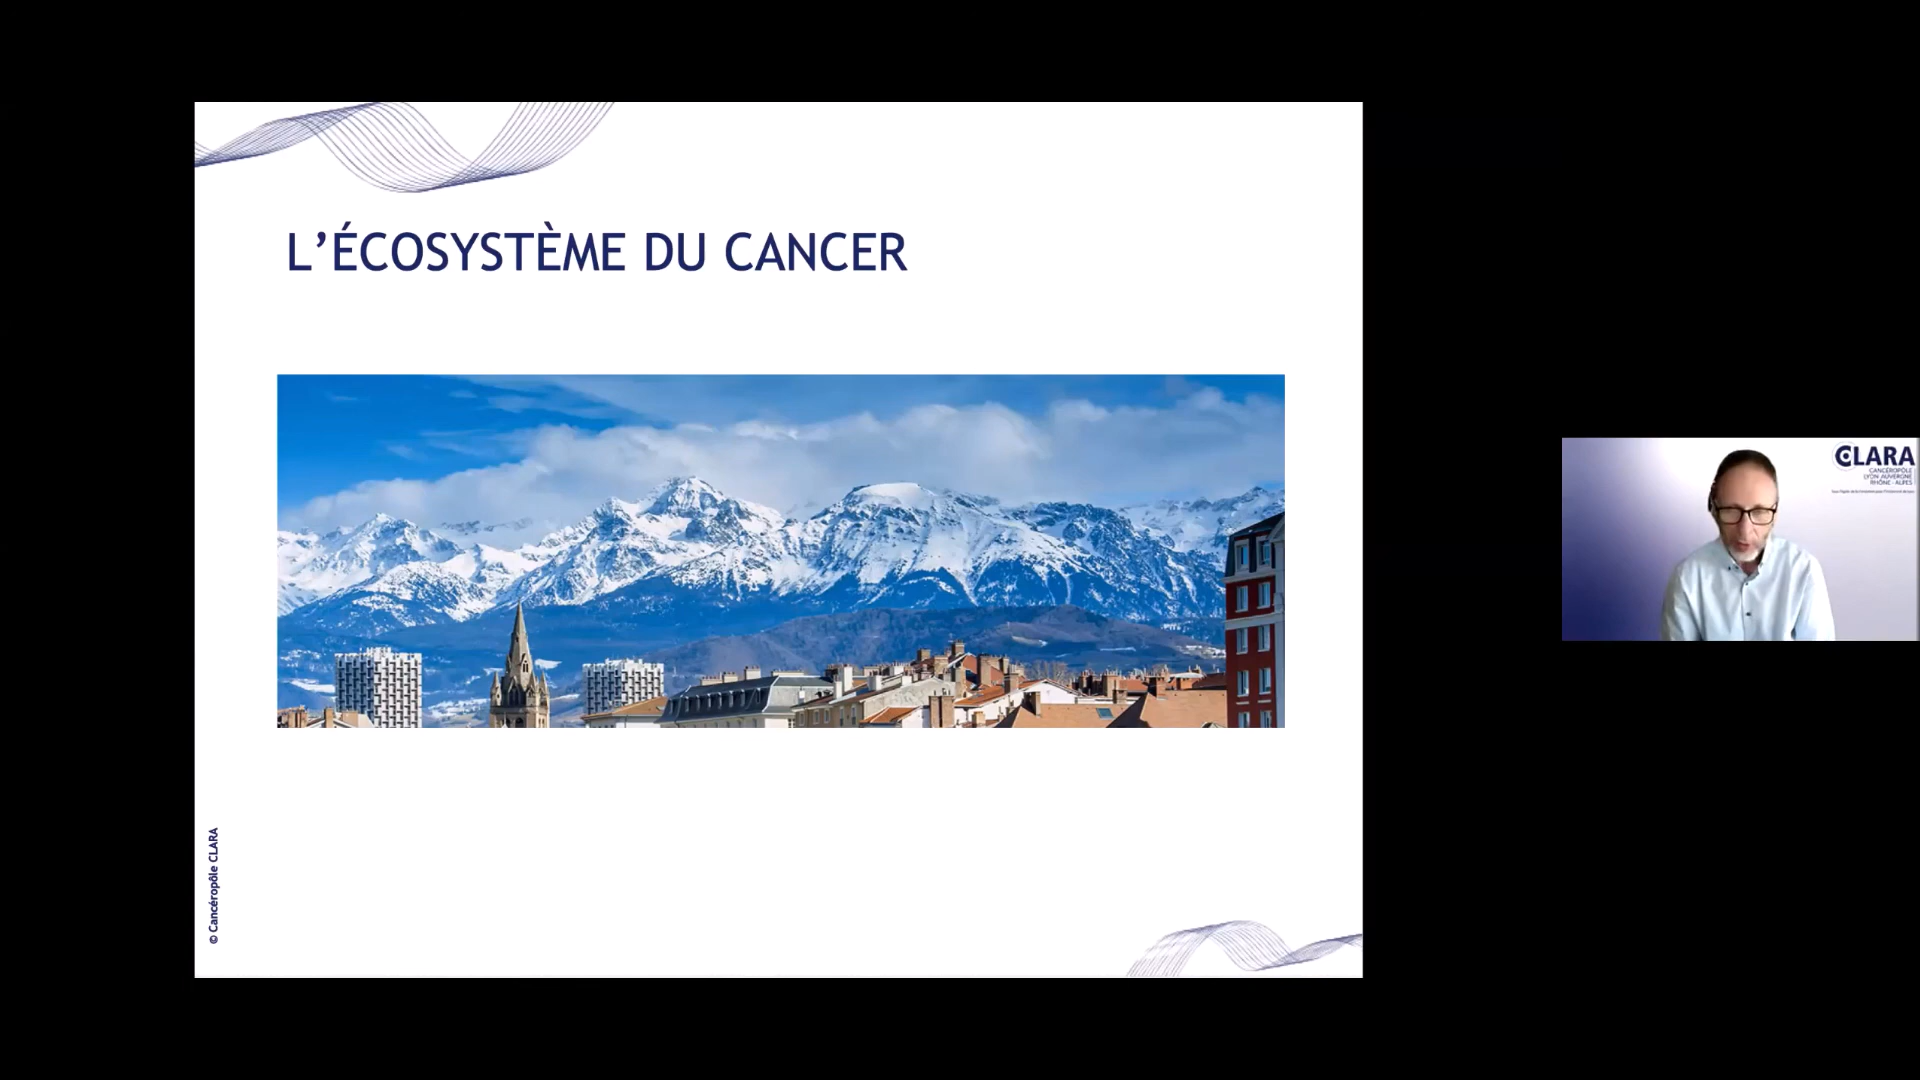 L’ÉCOSYSTÈME DU CANCER
© Cancéropôle CLARA
CLARA
CANCÉROPÔLE
LYON AUVERGNE
RHÔNE - ALPES